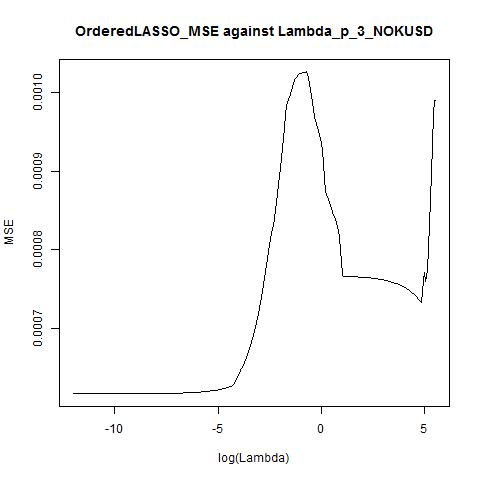 OrderedLASSO_MSE against Lambda_p_3_NOKUSD
0.0010
0.0009
0.0008
0.0007
MSE
-10 -5 0 5
log(Lambda)